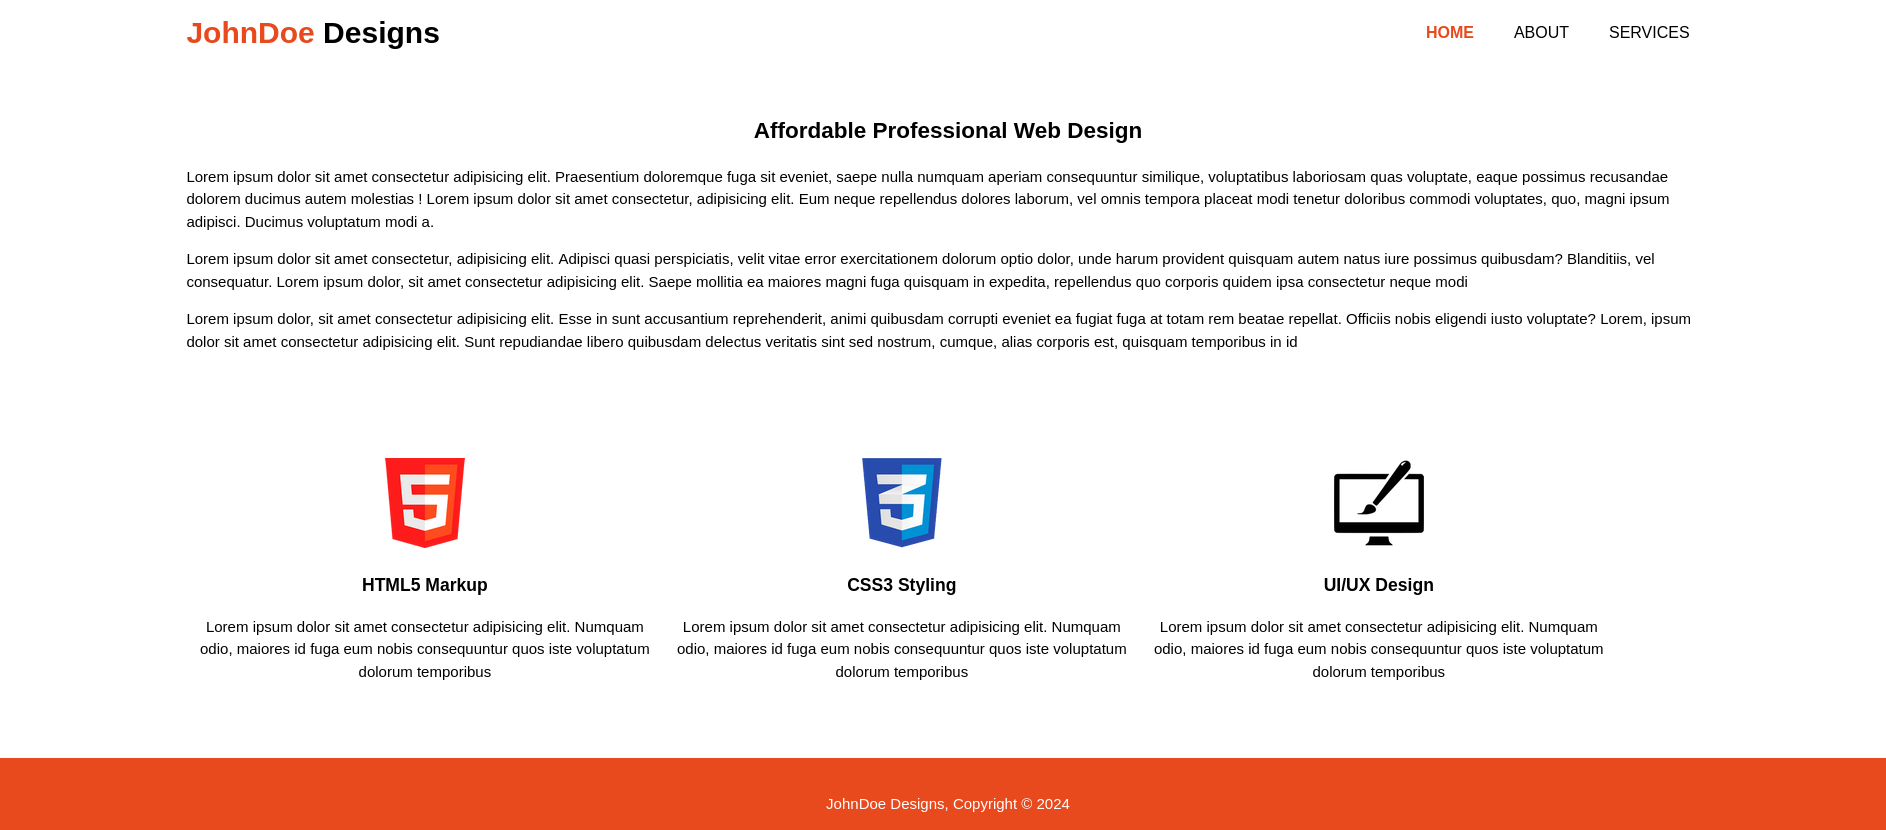 JohnDoe Designs
HOME ABOUT SERVICES
Affordable Professional Web Design
Lorem ipsum dolor sit amet consectetur adipisicing elit. Praesentium doloremque fuga sit eveniet, saepe nulla numquam aperiam consequuntur similique, voluptatibus laboriosam quas voluptate, eaque possimus recusandae
dolorem ducimus autem molestias ! Lorem ipsum dolor sit amet consectetur, adipisicing elit. Eum neque repellendus dolores laborum, vel omnis tempora placeat modi tenetur doloribus commodi voluptates, quo, magni ipsum
adipisci. Ducimus voluptatum modi a.
Lorem ipsum dolor sit amet consectetur, adipisicing elit. Adipisci quasi perspiciatis, velit vitae error exercitationem dolorum optio dolor, unde harum provident quisquam autem natus iure possimus quibusdam? Blanditiis, vel
consequatur. Lorem ipsum dolor, sit amet consectetur adipisicing elit. Saepe mollitia ea maiores magni fuga quisquam in expedita, repellendus quo corporis quidem ipsa consectetur neque modi
Lorem ipsum dolor, sit amet consectetur adipisicing elit. Esse in sunt accusantium reprehenderit, animi quibusdam corrupti eveniet ea fugiat fuga at totam rem beatae repellat. Officiis nobis eligendi iusto voluptate? Lorem, ipsum
dolor sit amet consectetur adipisicing elit. Sunt repudiandae libero quibusdam delectus veritatis sint sed nostrum, cumque, alias corporis est, quisquam temporibus in id
HTML5 Markup
Lorem ipsum dolor sit amet consectetur adipisicing elit. Numquam
odio, maiores id fuga eum nobis consequuntur quos iste voluptatum
dolorum temporibus
CSS3 Styling
Lorem ipsum dolor sit amet consectetur adipisicing elit. Numquam
odio, maiores id fuga eum nobis consequuntur quos iste voluptatum
dolorum temporibus
UI/UX Design
Lorem ipsum dolor sit amet consectetur adipisicing elit. Numquam
odio, maiores id fuga eum nobis consequuntur quos iste voluptatum
dolorum temporibus
JohnDoe Designs, Copyright © 2024